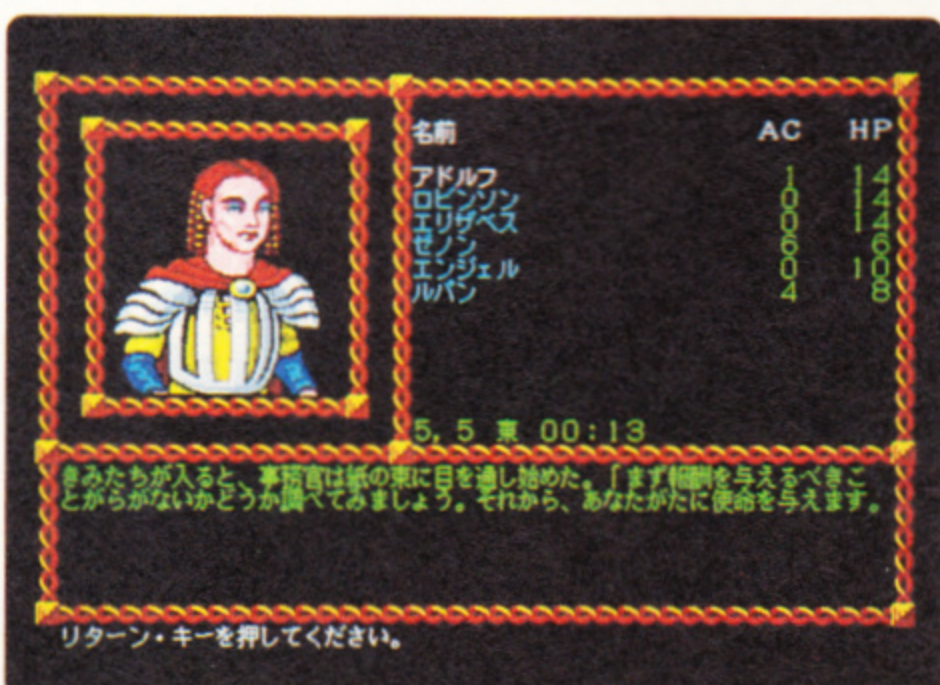 名前 AC HP
アドルフ 1 14
ロビンソン 0 14
エリザベス 0 14
ゼノン 6 6
エンジェル 0 10
ルパン 4 8
5, 5 東 00:13
きみたちが入ると、事務官は紙の束に目を通し始めた。「まず報酬を与えるべきこ
とがらがないかどうか調べてみましょう。それから、あなたがたに使命を与えます。
リターン・キーを押してください。